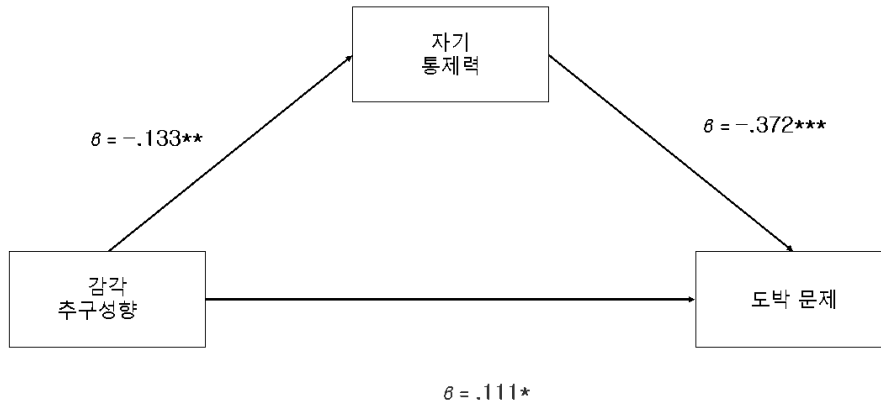 자기
통제력
β = -.133**
β = -.372***
감각
추구성향
도박 문제
β = .111*